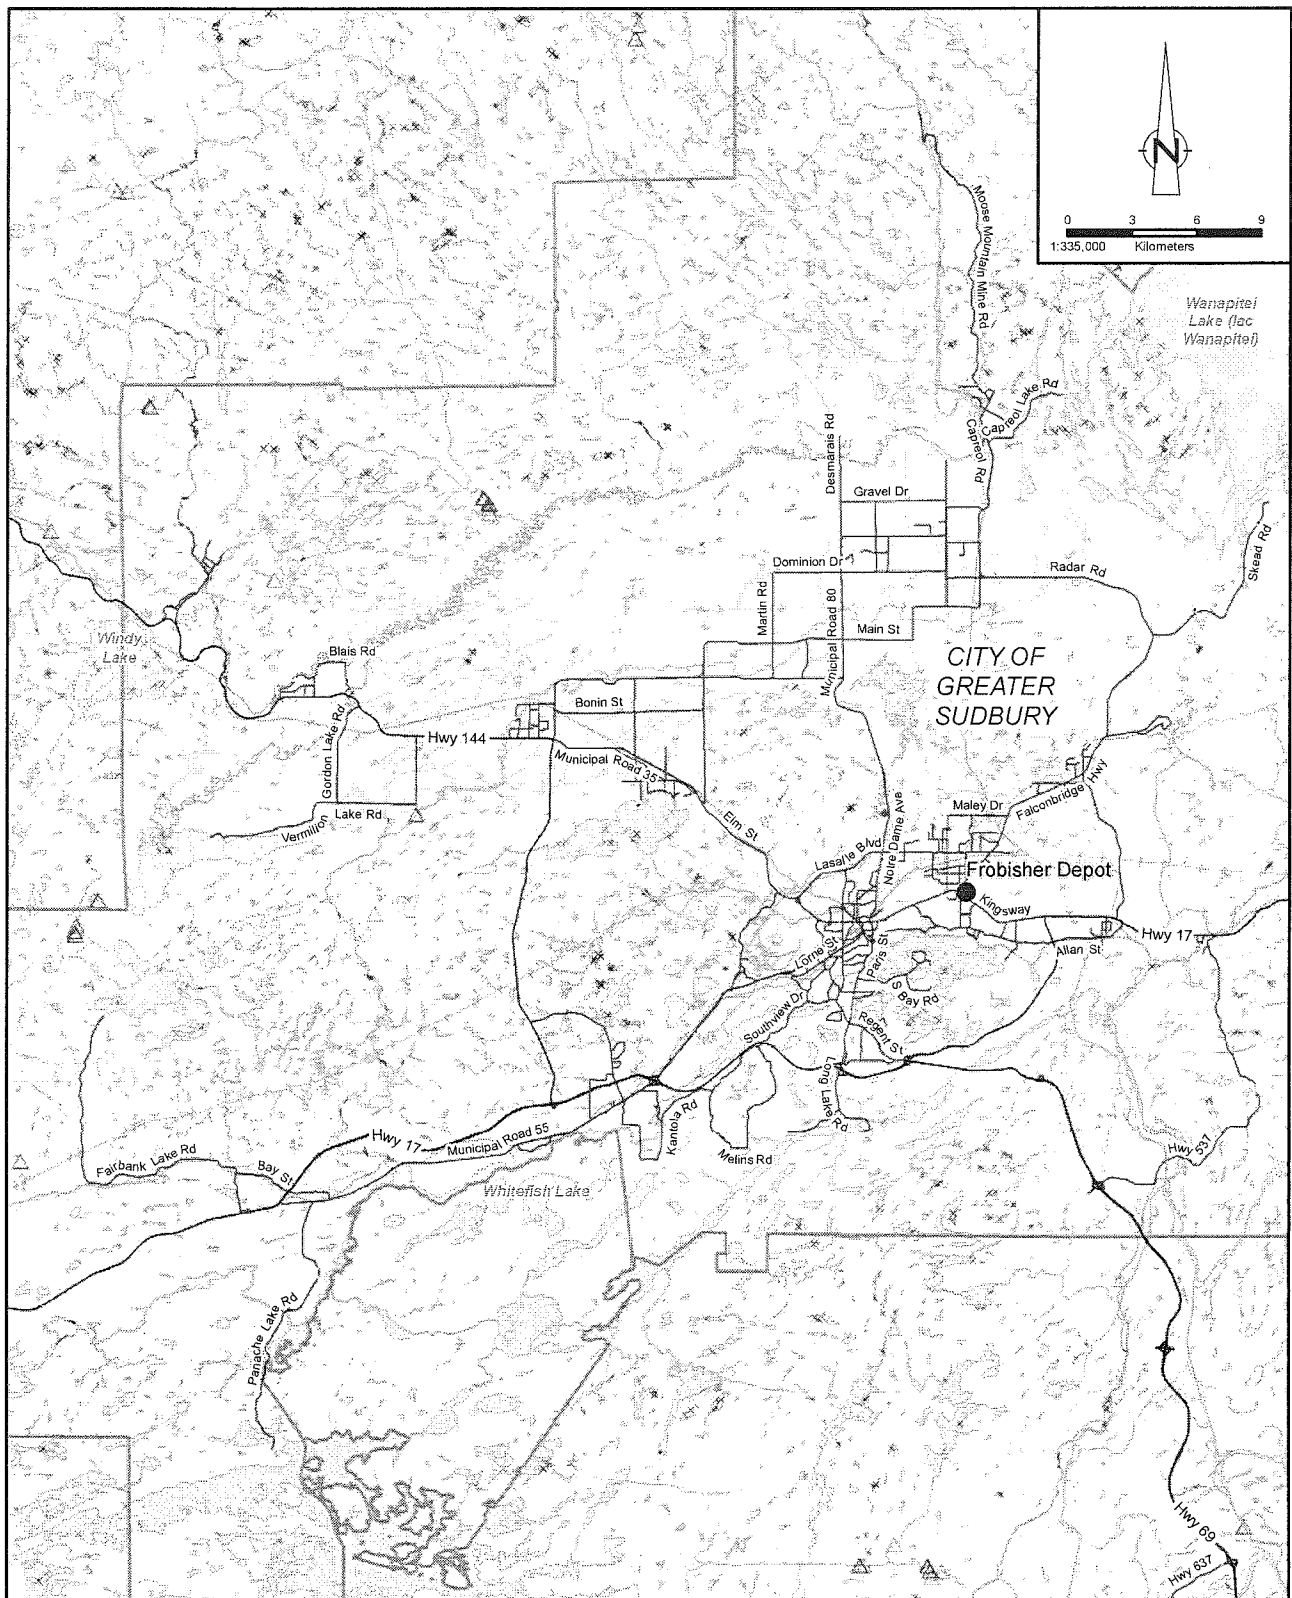 N
0 3 6 9
1:335,000 Kilometers
Moose Mountain Mine Rd
Wanapitei
Lake (lac
Wanapitei)
Capreol Lake Rd
Capreol Rd
Desmarais Rd
Gravel Dr
Skead Rd
Dominion Dr
Radar Rd
Martin Rd
Municipal Road 80
Main St
Windy
Lake
Blais Rd
CITY OF
GREATER
SUDBURY
Bonin St
Gordon Lake Rd
Hwy 144
Municipal Road 35
Falconbridge Hwy
Maley Dr
Vermilion
Lake Rd
Elm St
Notre Dame Ave
Lasalle Blvd
Frobisher Depot
Kingsway
Hwy 17
Allan St
Lorne St
Paris St
S Bay Rd
Southview Dr
Regent St
Long Lake Rd
Kantola Rd
Hwy 17
Municipal Road 55
Melins Rd
Hwy 537
Fairbank Lake Rd
Bay St
Whitefish Lake
Panache Lake Rd
Hwy 69
Hwy 637